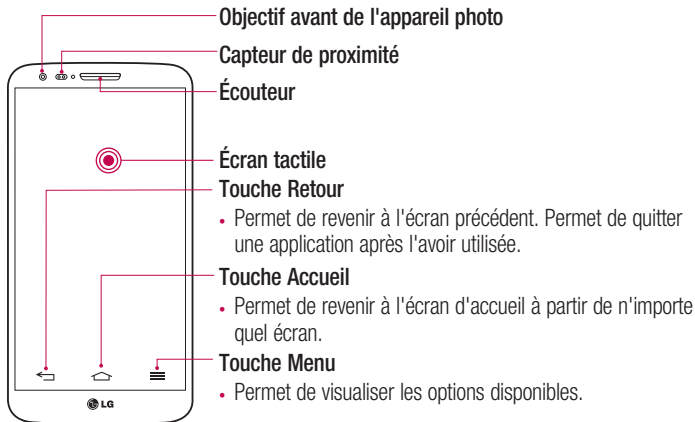 Objectif avant de l'appareil photo
Capteur de proximité
Écouteur
Écran tactile
Touche Retour
• Permet de revenir à l'écran précédent. Permet de quitter
une application après l'avoir utilisée.
Touche Accueil
• Permet de revenir à l'écran d'accueil à partir de n'importe
quel écran.
Touche Menu
• Permet de visualiser les options disponibles.
LG